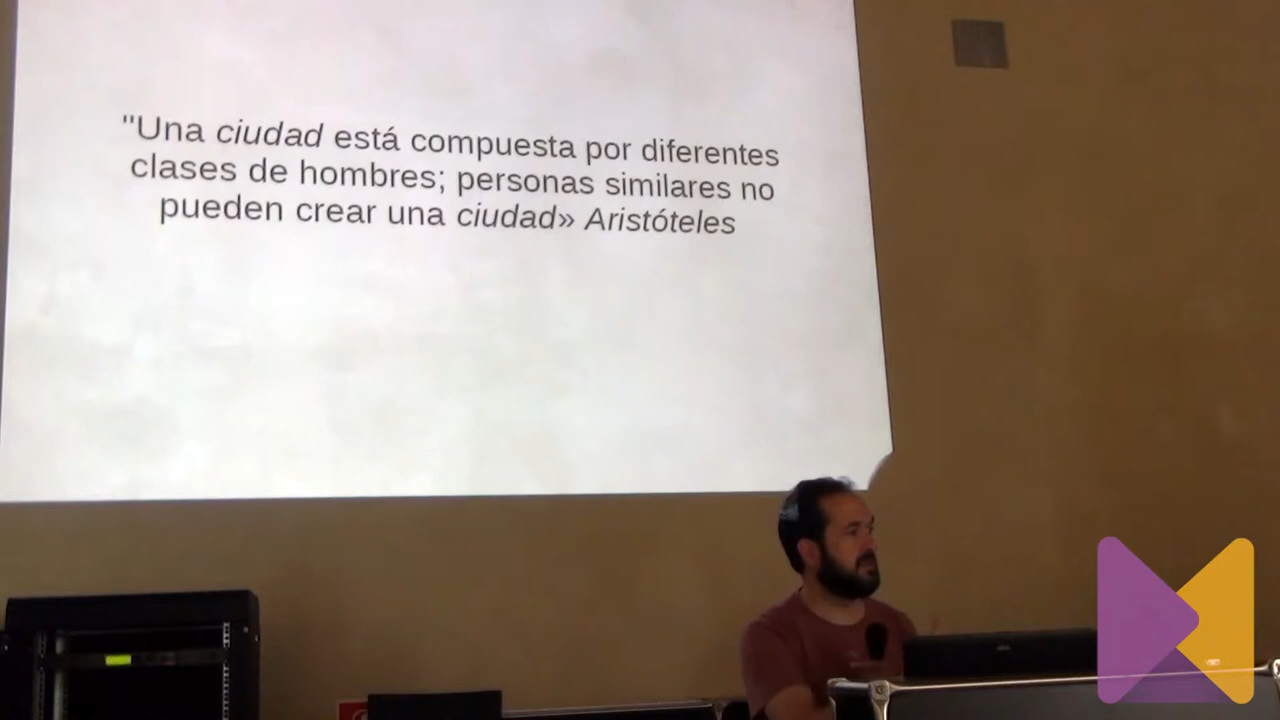 "Una ciudad está compuesta por diferentes
clases de hombres; personas similares no
pueden crear una ciudad» Aristóteles